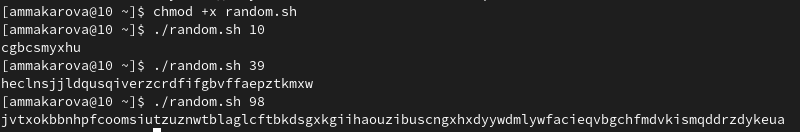 [ammakarova@10 ~]$ chmod +x random.sh
[ammakarova@10 ~]$ ./random.sh 10
cgbcsmyxhu
[ammakarova@10 ~]$ ./random.sh 39
heclnsjjldqusqiverzcrdfifgbvffaepztkmxw
[ammakarova@10 ~]$ ./random.sh 98
jvtxokbbnhpfcoomsiutzuznwtblaglcftbkdsgxkgiihaouzibuscngxhxdyywdmlywfacieqvbgchfmdvkismqddrzdykeua